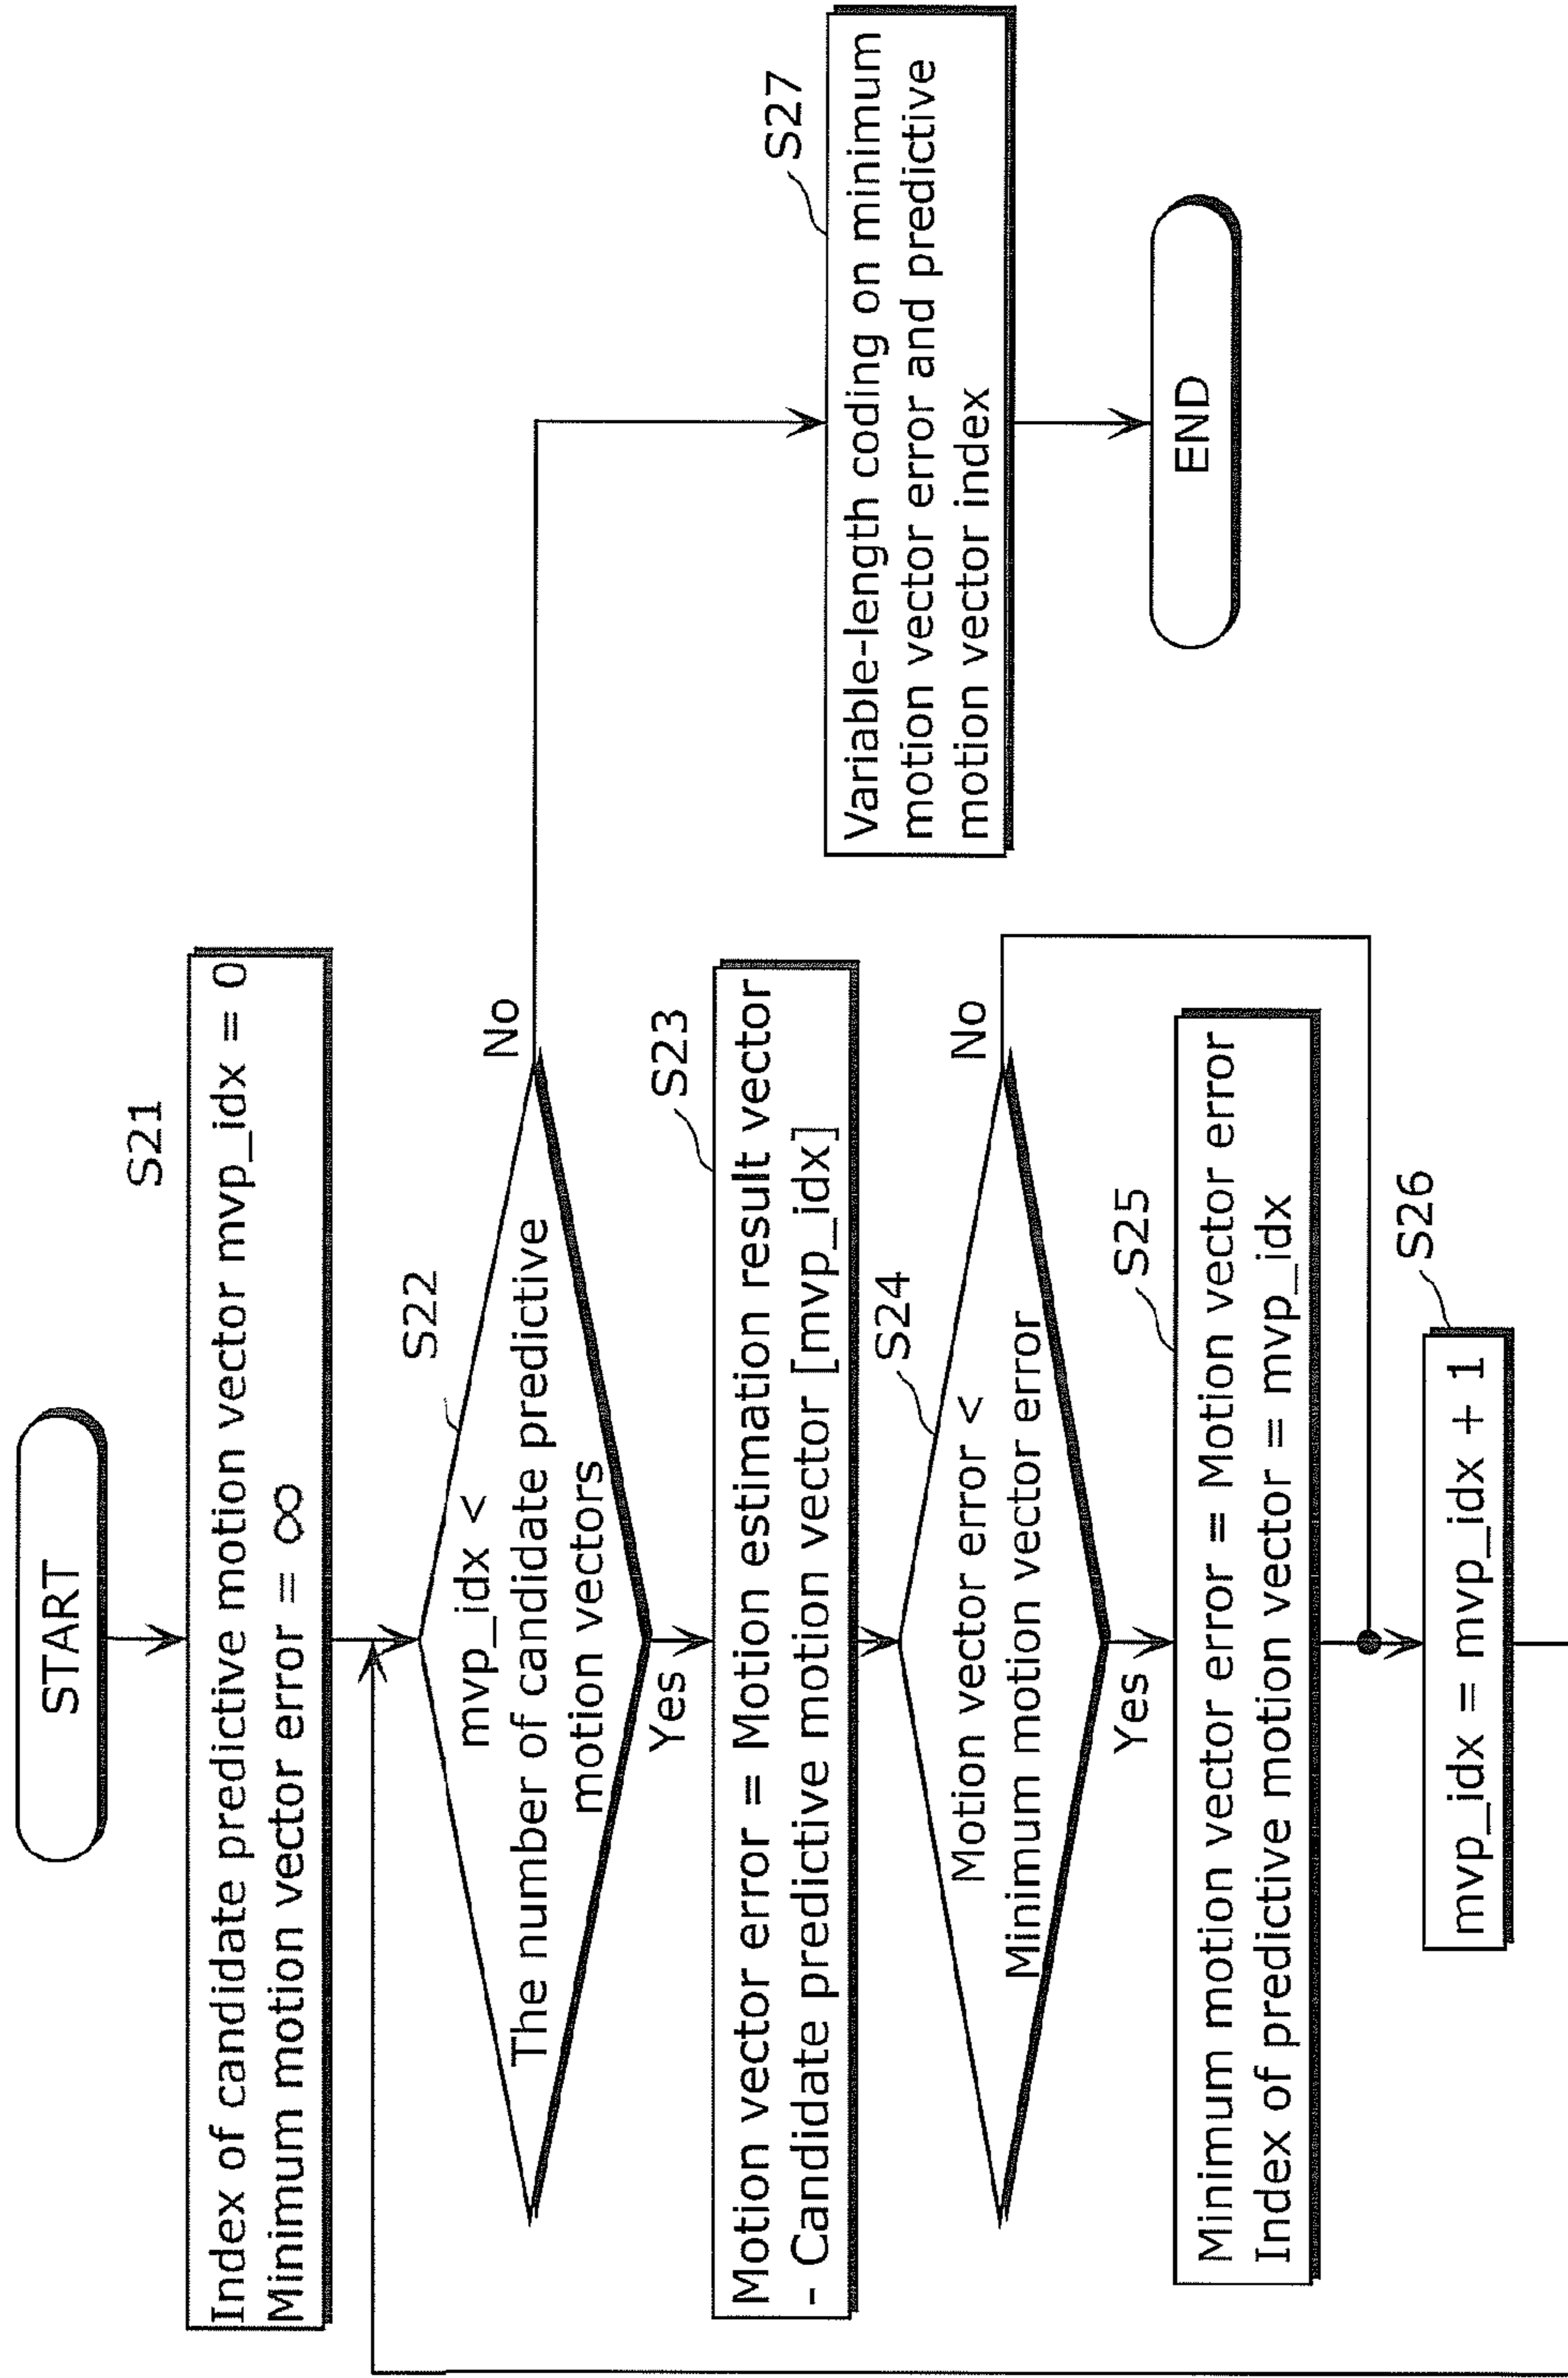 START
S21
Index of candidate predictive motion vector mvp_idx = 0
Minimum motion vector error = ∞
S22
mvp_idx <
The number of candidate predictive
motion vectors
No
Yes
S23
Motion vector error = Motion estimation result vector
- Candidate predictive motion vector [mvp_idx]
S24
Motion vector error <
Minimum motion vector error
No
Yes
S25
Minimum motion vector error = Motion vector error
Index of predictive motion vector = mvp_idx
S26
mvp_idx = mvp_idx + 1
S27
Variable-length coding on minimum
motion vector error and predictive
motion vector index
END